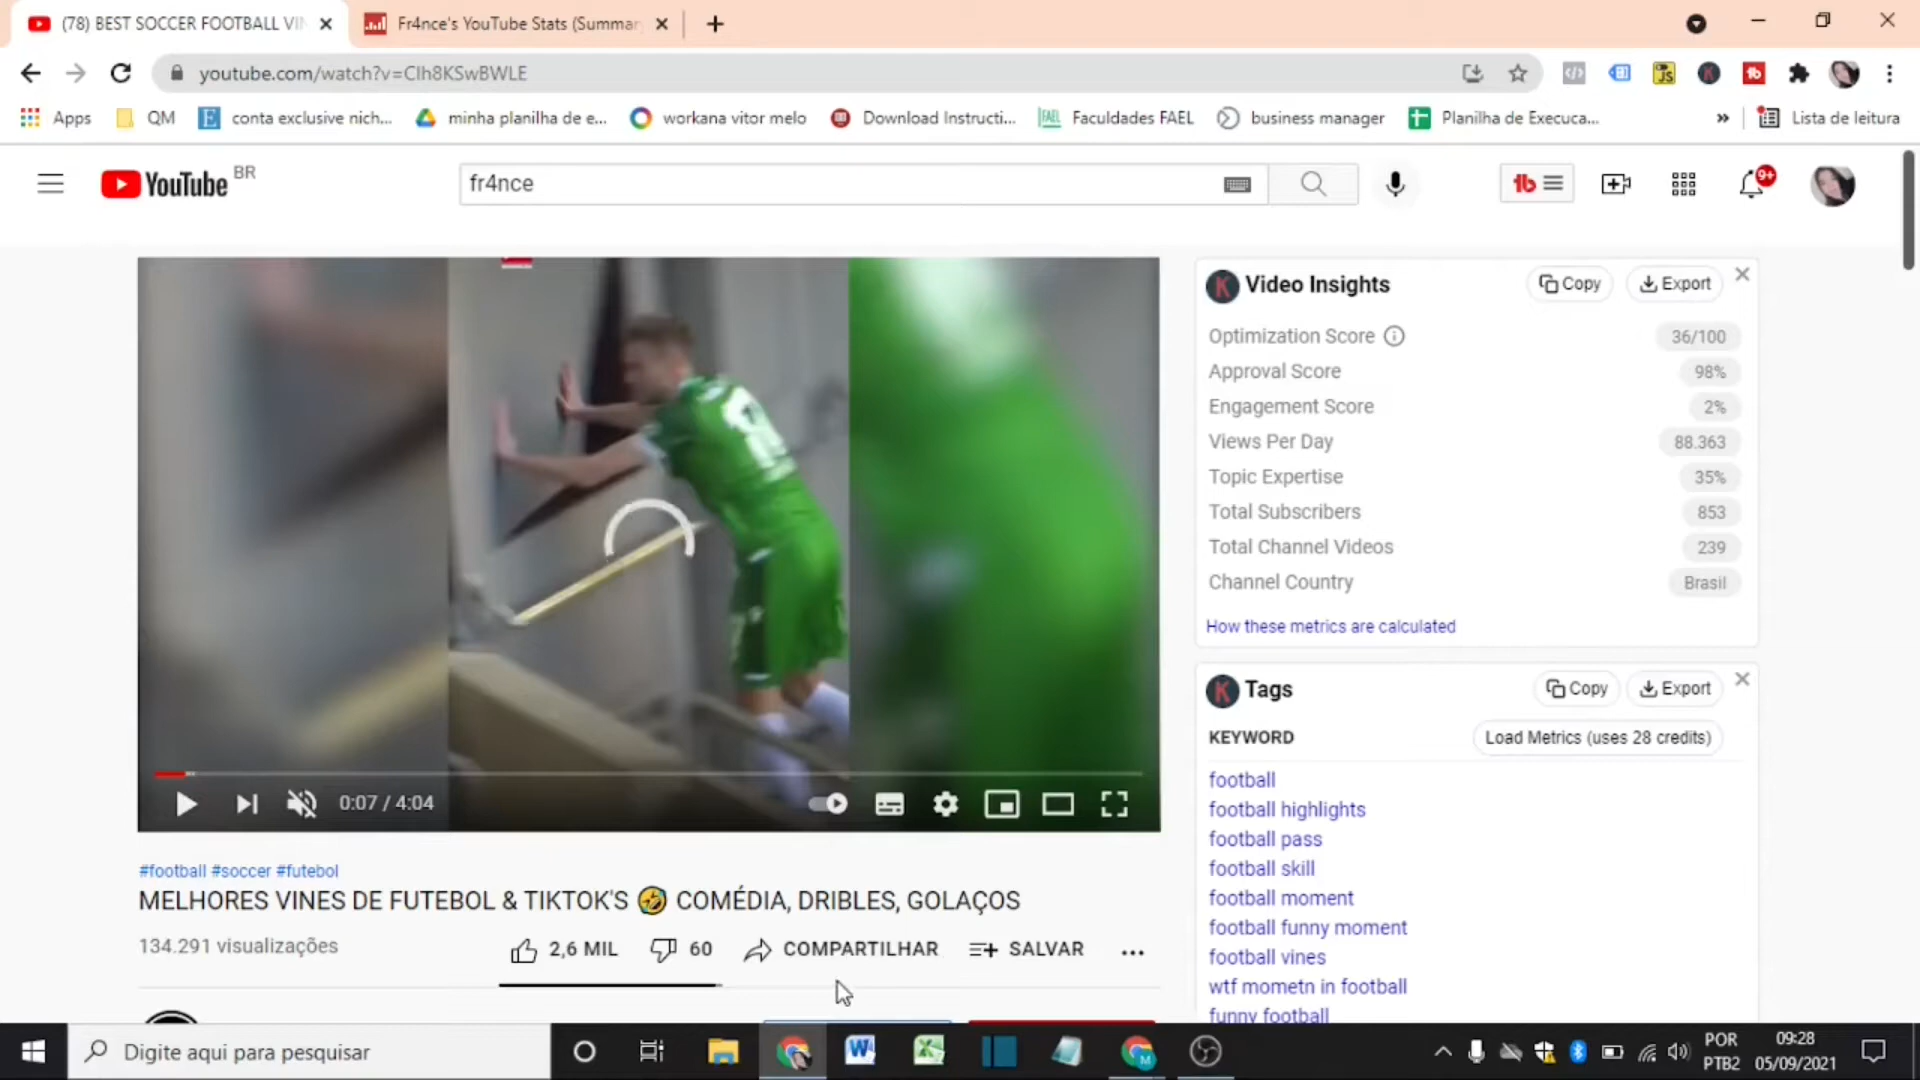 (78) BEST SOCCER FOOTBALL VIN
Fr4nce's YouTube Stats (Summar
youtube.com/watch?v=CIh8KSwBWLE
Apps
QM
conta exclusive nich...
minha planilha de e...
workana vitor melo
Download Instructi...
Faculdades FAEL
business manager
Planilha de Execuca...
»
Lista de leitura
YouTube BR
fr4nce
9+
Video Insights
Copy
Export
Optimization Score 36/100
Approval Score 98%
Engagement Score 2%
Views Per Day 88.363
Topic Expertise 35%
Total Subscribers 853
Total Channel Videos 239
Channel Country Brasil
How these metrics are calculated
Tags
Copy
Export
KEYWORD
Load Metrics (uses 28 credits)
football
football highlights
football pass
football skill
football moment
football funny moment
football vines
wtf mometn in football
funny football
0:07 / 4:04
#football #soccer #futebol
MELHORES VINES DE FUTEBOL & TIKTOK'S 🤣 COMÉDIA, DRIBLES, GOLAÇOS
134.291 visualizações
2,6 MIL
60
COMPARTILHAR
SALVAR
Digite aqui para pesquisar
POR
PTB2
09:28
05/09/2021